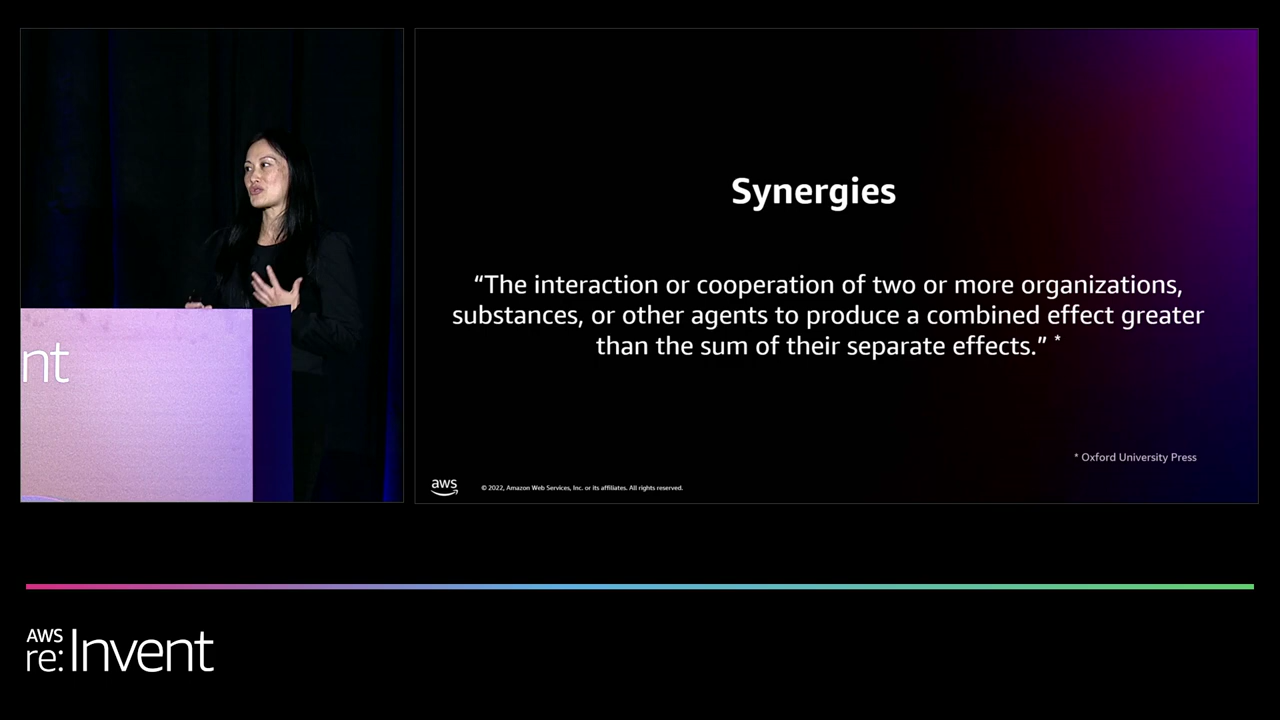 Synergies
“The interaction or cooperation of two or more organizations,
substances, or other agents to produce a combined effect greater
than the sum of their separate effects.” *
* Oxford University Press
aws
© 2022, Amazon Web Services, Inc. or its affiliates. All rights reserved.
nt
AWS
re:Invent